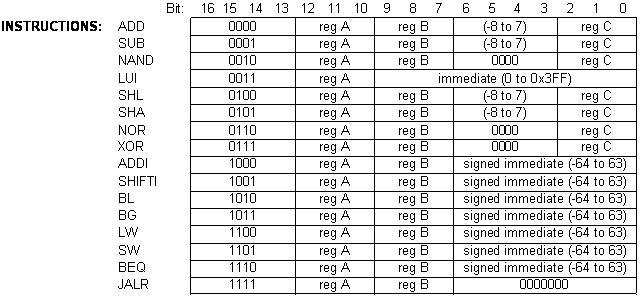 Bit: 16 15 14 13 12 11 10 9 8 7 6 5 4 3 2 1 0
INSTRUCTIONS: ADD 0000 reg A reg B (-8 to 7) reg C
SUB 0001 reg A reg B (-8 to 7) reg C
NAND 0010 reg A reg B 0000 reg C
LUI 0011 reg A immediate (0 to 0x3FF)
SHL 0100 reg A reg B (-8 to 7) reg C
SHA 0101 reg A reg B (-8 to 7) reg C
NOR 0110 reg A reg B 0000 reg C
XOR 0111 reg A reg B 0000 reg C
ADDI 1000 reg A reg B signed immediate (-64 to 63)
SHIFTI 1001 reg A reg B signed immediate (-64 to 63)
BL 1010 reg A reg B signed immediate (-64 to 63)
BG 1011 reg A reg B signed immediate (-64 to 63)
LW 1100 reg A reg B signed immediate (-64 to 63)
SW 1101 reg A reg B signed immediate (-64 to 63)
BEQ 1110 reg A reg B signed immediate (-64 to 63)
JALR 1111 reg A reg B 0000000